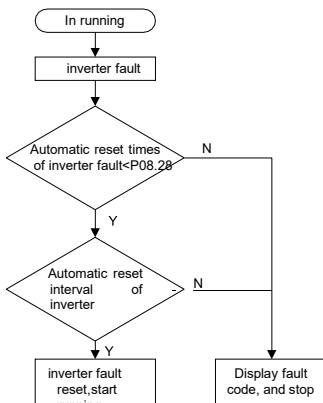 In running
inverter fault
Automatic reset times
of inverter fault<P08.28
N
Y
Automatic reset
interval of
inverter
N
Y
inverter fault
reset,start
Display fault
code, and stop